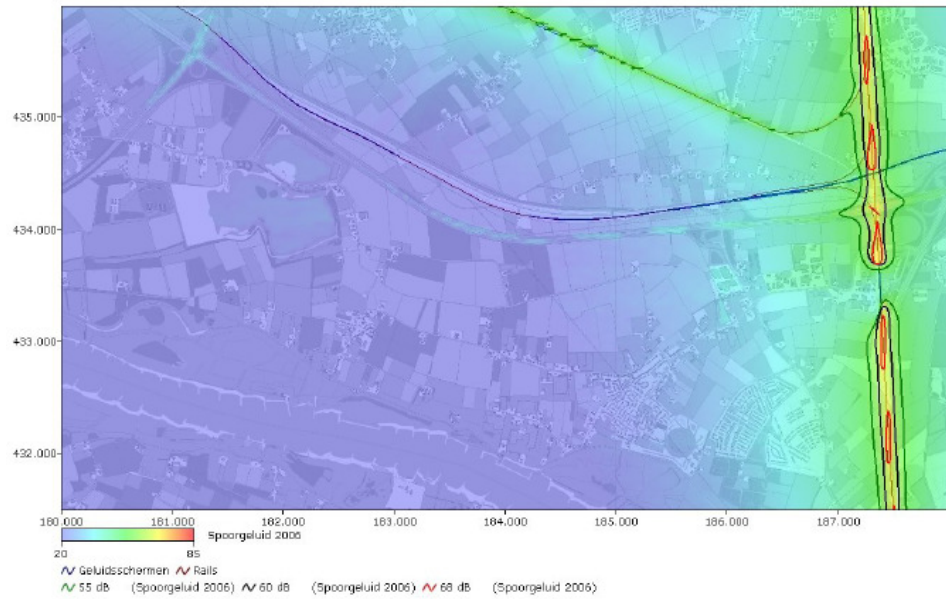 435.000
434.000
433.000
432.000
180.000 181.000 182.000 183.000 184.000 185.000 186.000 187.000
Spoorgeluid 2006
20 85
Geluidsschermen Rails
55 dB (Spoorgeluid 2006) 60 dB (Spoorgeluid 2006) 68 dB (Spoorgeluid 2006)